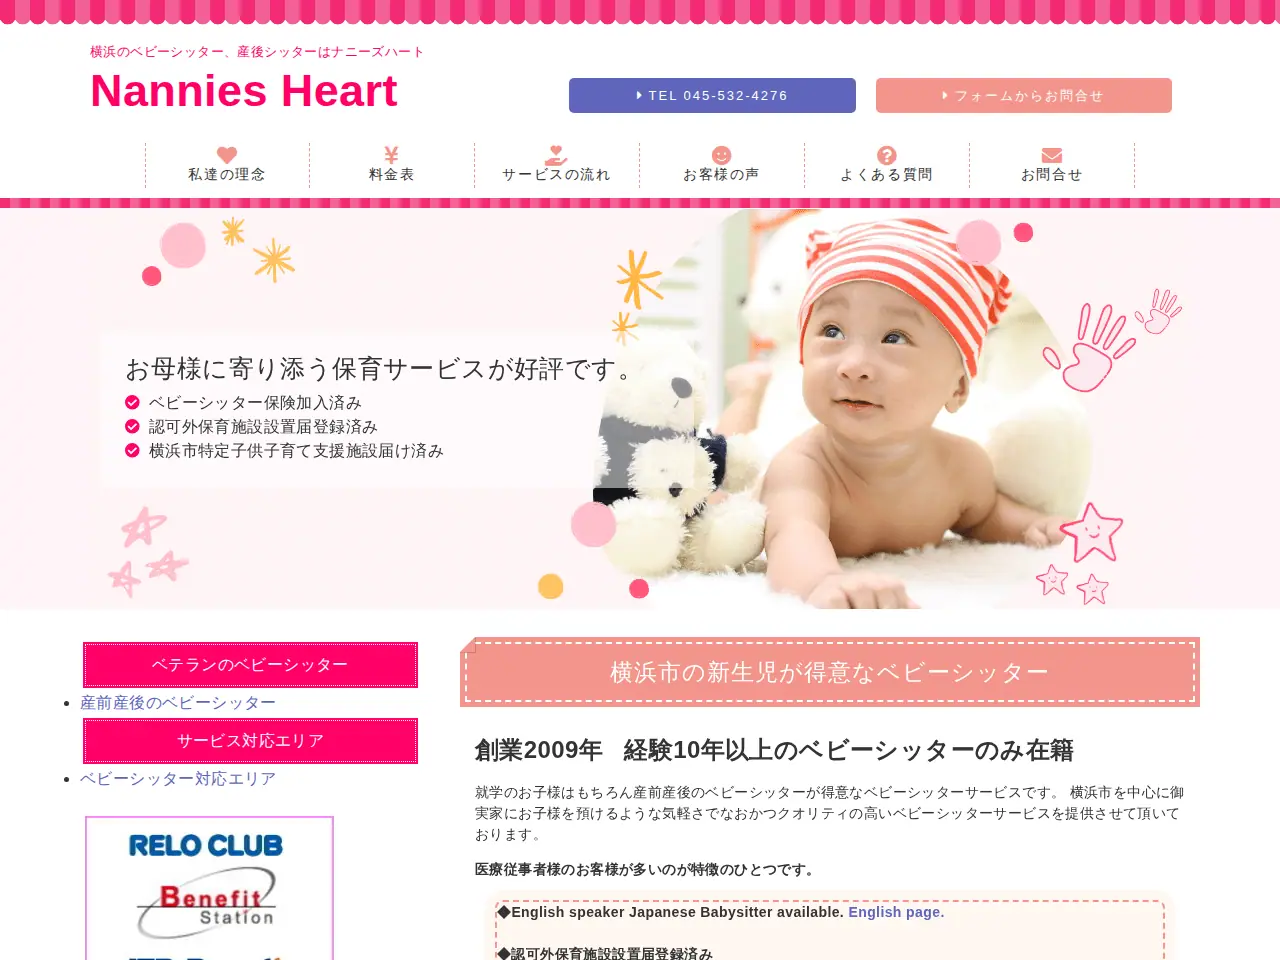 横浜のベビーシッター、産後シッターはナニーズハート
Nannies Heart
TEL 045-532-4276
フォームからお問合せ
私達の理念
料金表
サービスの流れ
お客様の声
よくある質問
お問合せ
お母様に寄り添う保育サービスが好評です。
ベビーシッター保険加入済み
認可外保育施設設置届登録済み
横浜市特定子供子育て支援施設届け済み
ベテランのベビーシッター
産前産後のベビーシッター
サービス対応エリア
ベビーシッター対応エリア
RELO CLUB
Benefit
Station
横浜市の新生児が得意なベビーシッター
創業2009年　経験10年以上のベビーシッターのみ在籍
就学のお子様はもちろん産前産後のベビーシッターが得意なベビーシッターサービスです。 横浜市を中心に御
実家にお子様を預けるような気軽さでなおかつクオリティの高いベビーシッターサービスを提供させて頂いて
おります。
医療従事者様のお客様が多いのが特徴のひとつです。
◆English speaker Japanese Babysitter available. English page.
◆認可外保育施設設置届登録済み